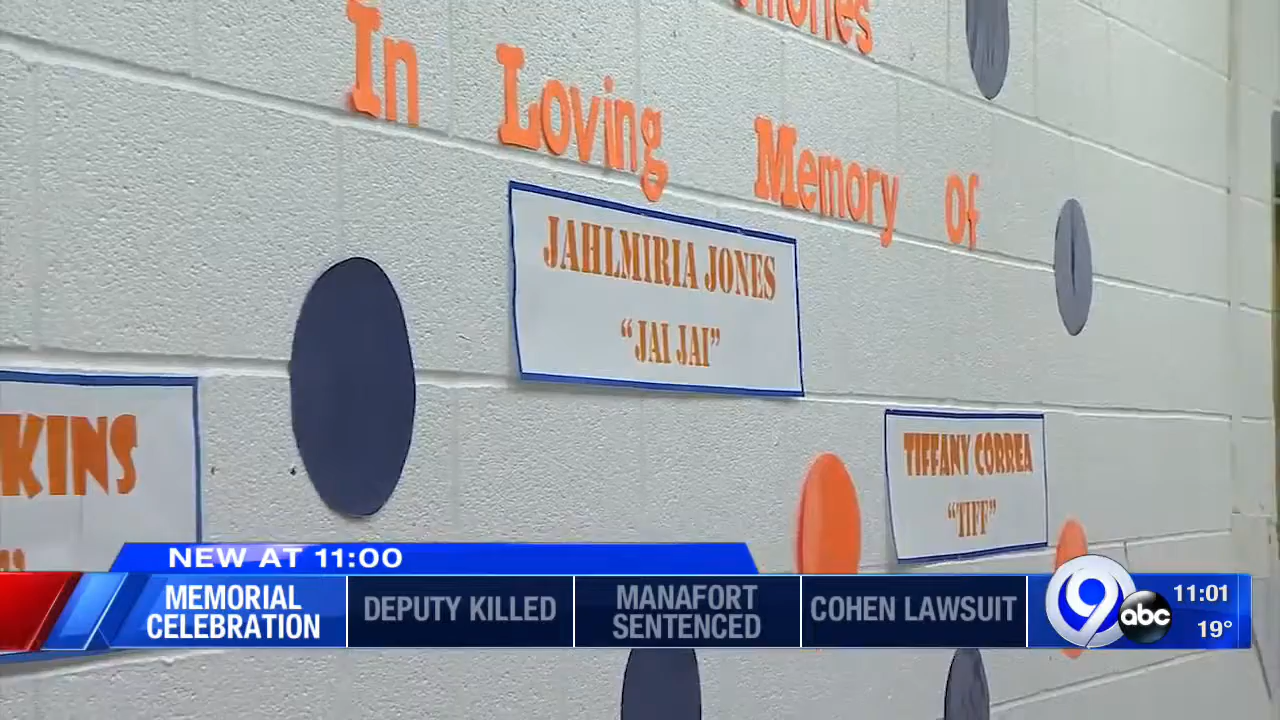 In Loving Memory Of
JAHLMIRIA JONES
“JAI JAI”
TIFFANY CORREA
“TIFF”
KINS
NEW AT 11:00
MEMORIAL
CELEBRATION
DEPUTY KILLED
MANAFORT
SENTENCED
COHEN LAWSUIT
9
abc
11:01
19°